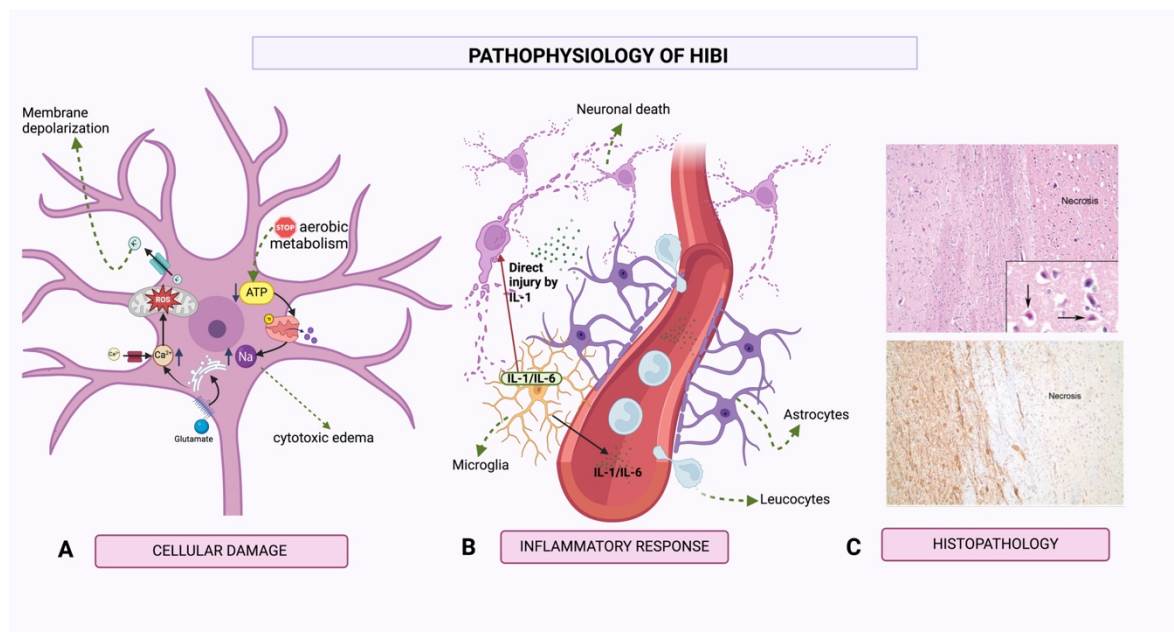 PATHOPHYSIOLOGY OF HIBI
Membrane
depolarization
STOP aerobic
metabolism
ATP
ROS
Ca²⁺
Ca²⁺
Na
Glutamate
cytotoxic edema
A
CELLULAR DAMAGE
Neuronal death
Direct
injury by
IL-1
IL-1/IL-6
Microglia
IL-1/IL-6
Astrocytes
Leucocytes
B
INFLAMMATORY RESPONSE
Necrosis
Necrosis
C
HISTOPATHOLOGY